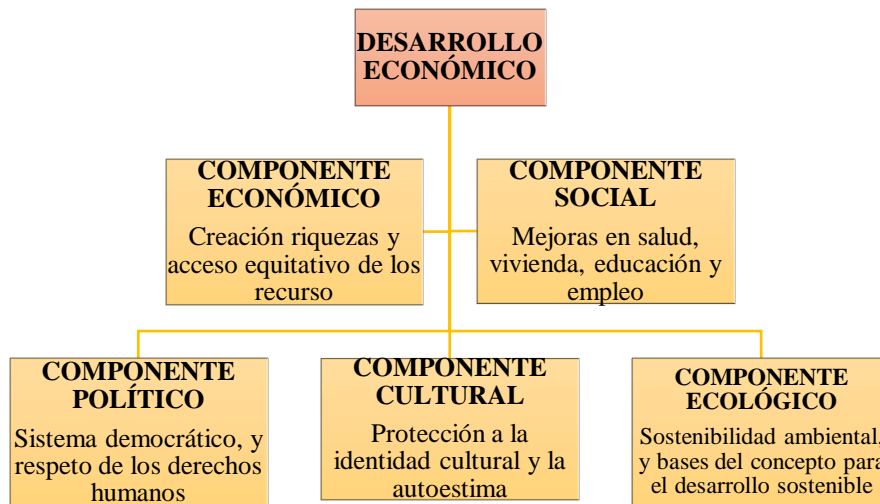 DESARROLLO
ECONÓMICO
COMPONENTE
ECONÓMICO
Creación riquezas y
acceso equitativo de los
recurso
COMPONENTE
SOCIAL
Mejoras en salud,
vivienda, educación y
empleo
COMPONENTE
POLÍTICO
Sistema democrático, y
respeto de los derechos
humanos
COMPONENTE
CULTURAL
Protección a la
identidad cultural y la
autoestima
COMPONENTE
ECOLÓGICO
Sostenibilidad ambiental,
y bases del concepto para
el desarrollo sostenible